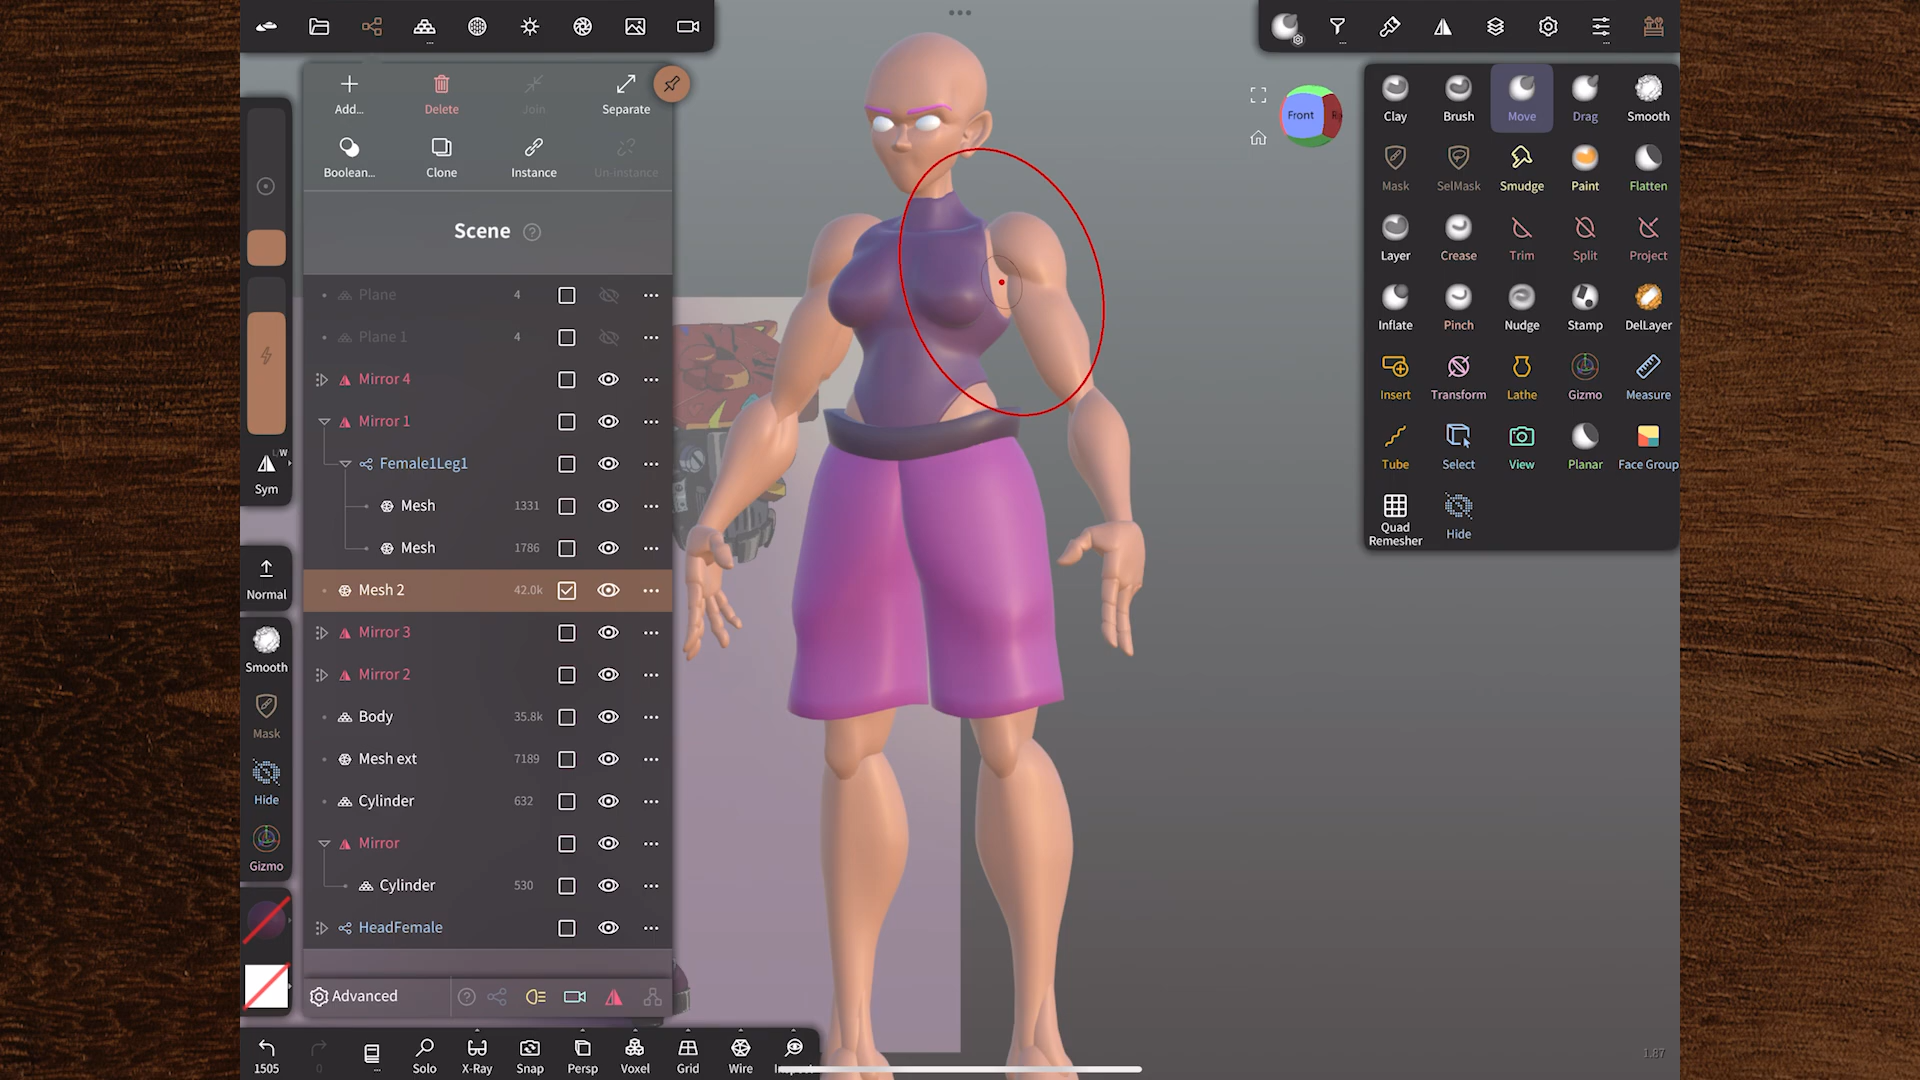 Add...
Delete
Join
Separate
Boolean...
Clone
Instance
Un-instance
Scene
Plane 4
Plane 1 4
Mirror 4
Mirror 1
Female1Leg1
Mesh 1331
Mesh 1786
Mesh 2 42.0k
Mirror 3
Mirror 2
Body 35.8k
Mesh ext 7189
Cylinder 632
Mirror
Cylinder 530
HeadFemale
Advanced
L/W
Sym
Normal
Smooth
Mask
Hide
Gizmo
1505
0
Solo
X-Ray
Snap
Persp
Voxel
Grid
Wire
Front
Clay
Brush
Move
Drag
Smooth
Mask
SelMask
Smudge
Paint
Flatten
Layer
Crease
Trim
Split
Project
Inflate
Pinch
Nudge
Stamp
DelLayer
Insert
Transform
Lathe
Gizmo
Measure
Tube
Select
View
Planar
Face Group
Quad
Remesher
Hide
1.87